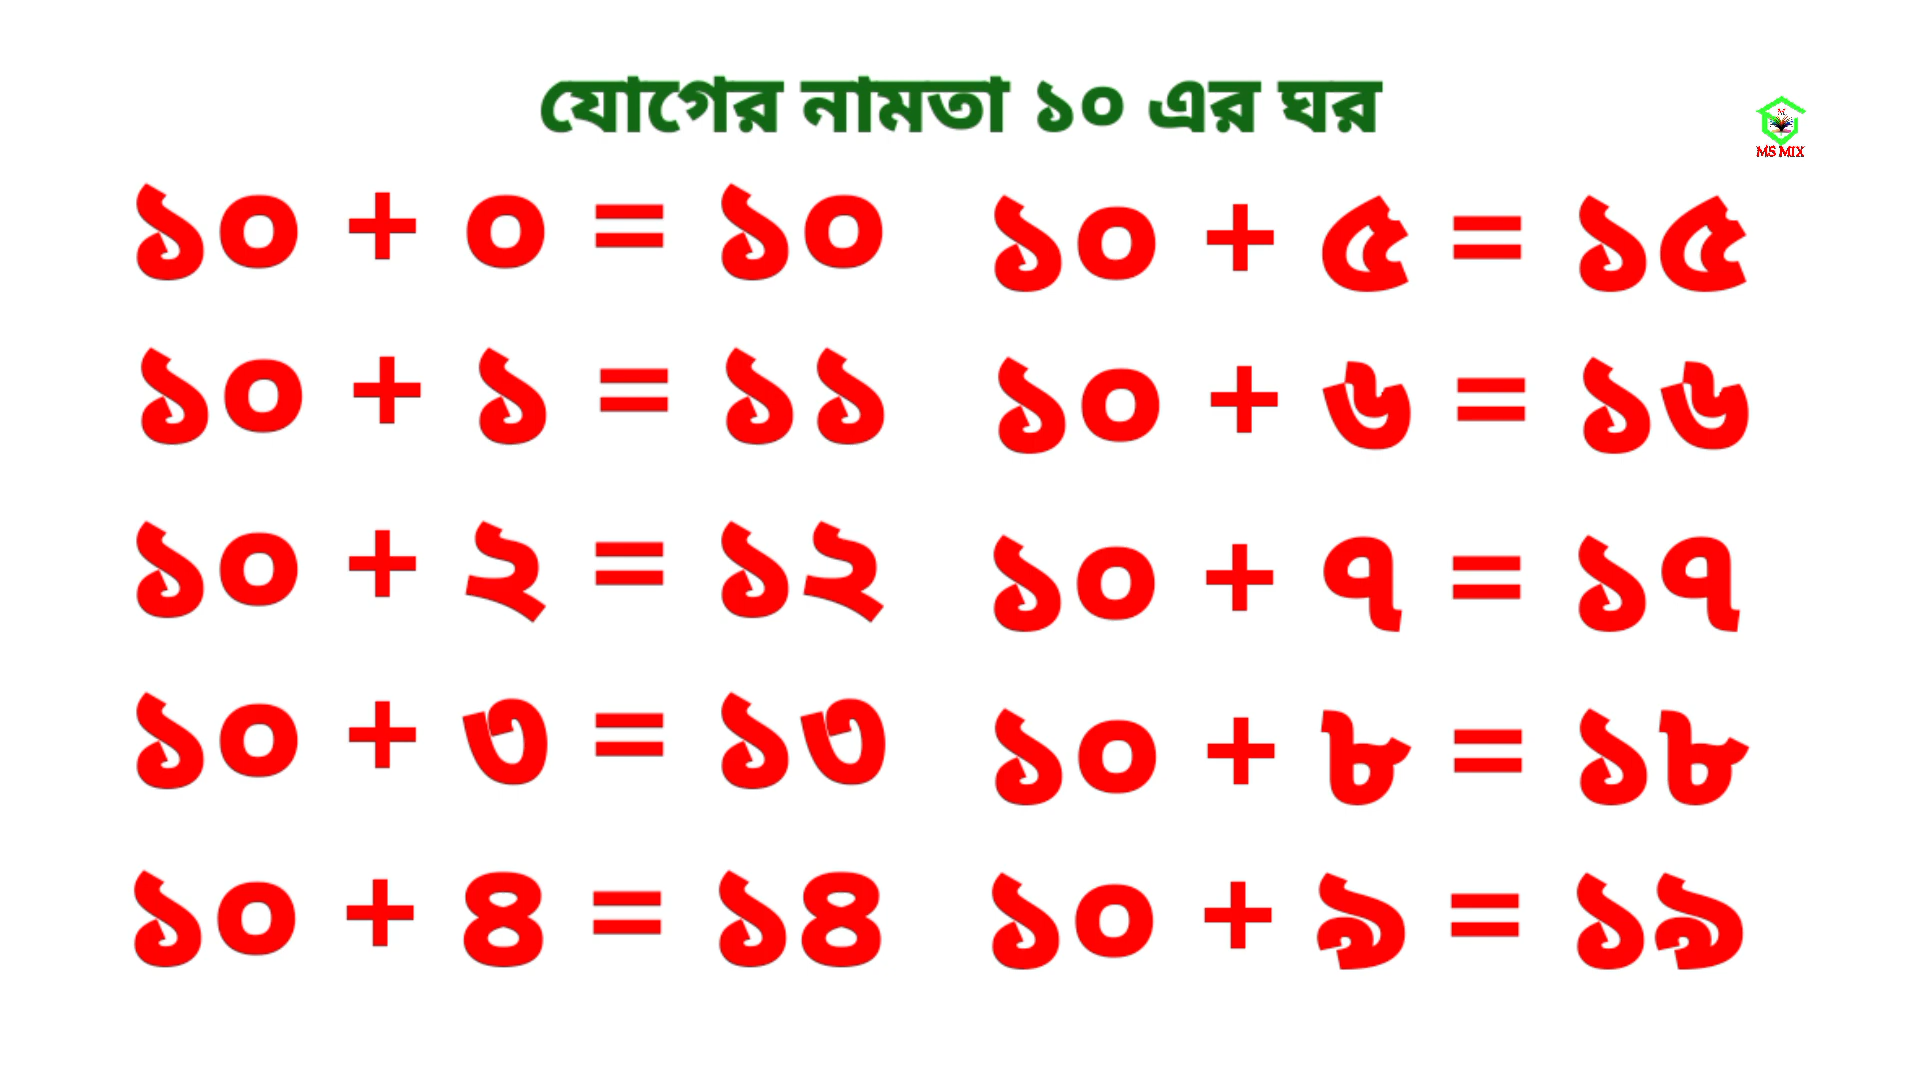 যোগের নামতা ১০ এর ঘর
MS MIX
১০ + ০ = ১০
১০ + ১ = ১১
১০ + ২ = ১২
১০ + ৩ = ১৩
১০ + ৪ = ১৪
১০ + ৫ = ১৫
১০ + ৬ = ১৬
১০ + ৭ = ১৭
১০ + ৮ = ১৮
১০ + ৯ = ১৯